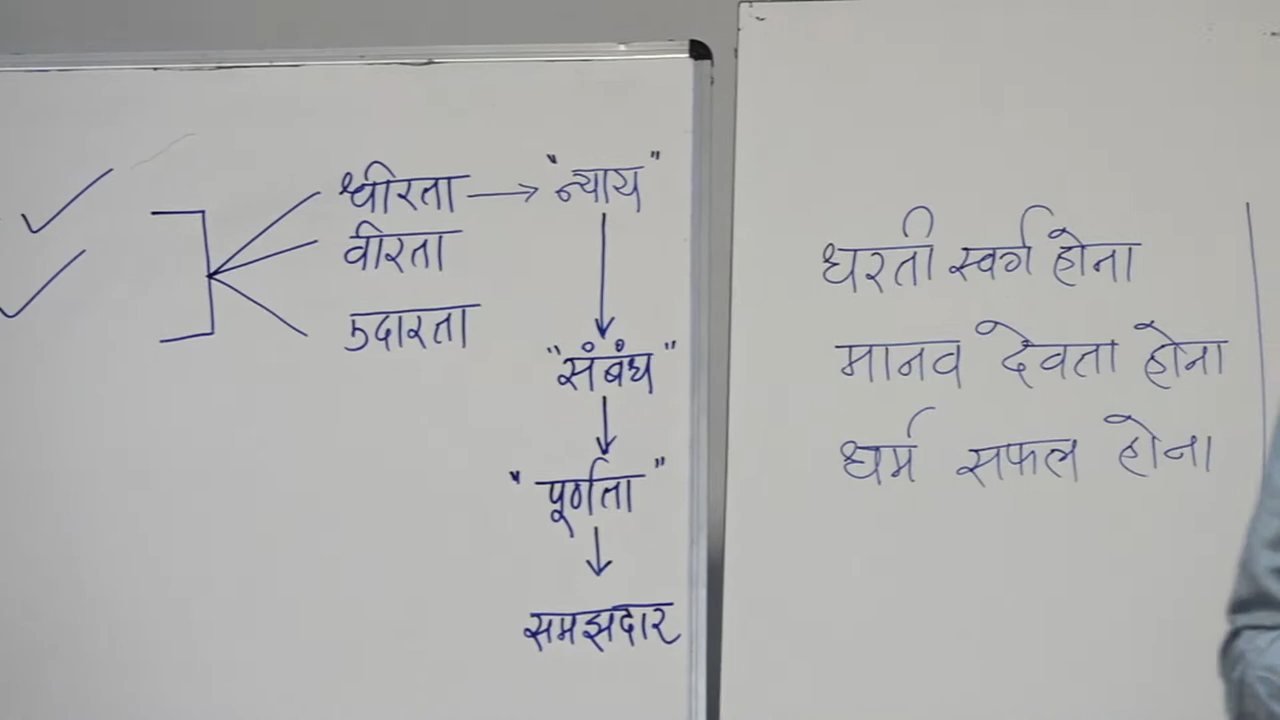 धीरता → "न्याय"
वीरता
उदारता
"संबंध"
"पूर्णता"
समझदार
धरती स्वर्ग होना
मानव देवता होना
धर्म सफल होना